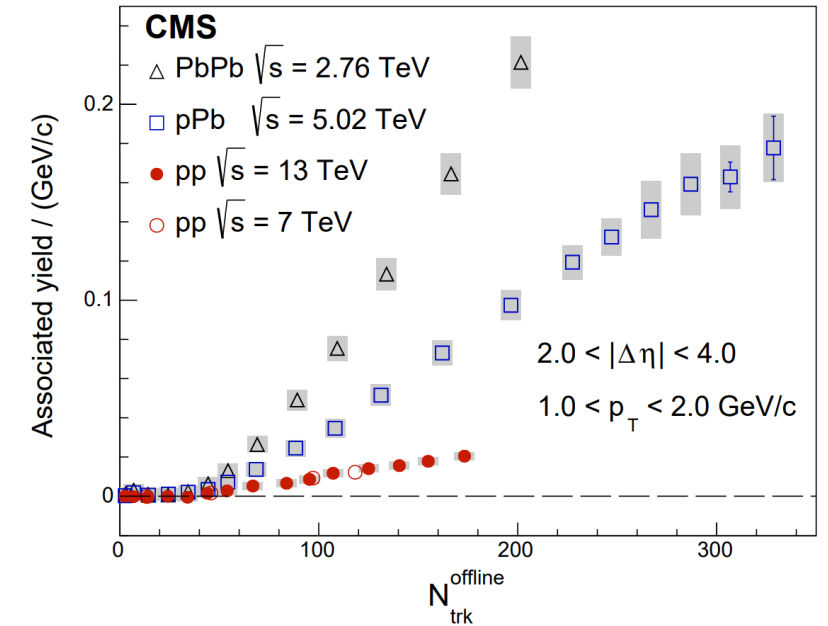 CMS
PbPb √s = 2.76 TeV
pPb √s = 5.02 TeV
pp √s = 13 TeV
pp √s = 7 TeV
Associated yield / (GeV/c)
0.2
0.1
0
2.0 < |Δη| < 4.0
1.0 < p_T < 2.0 GeV/c
0 100 200 300
N_trk^offline